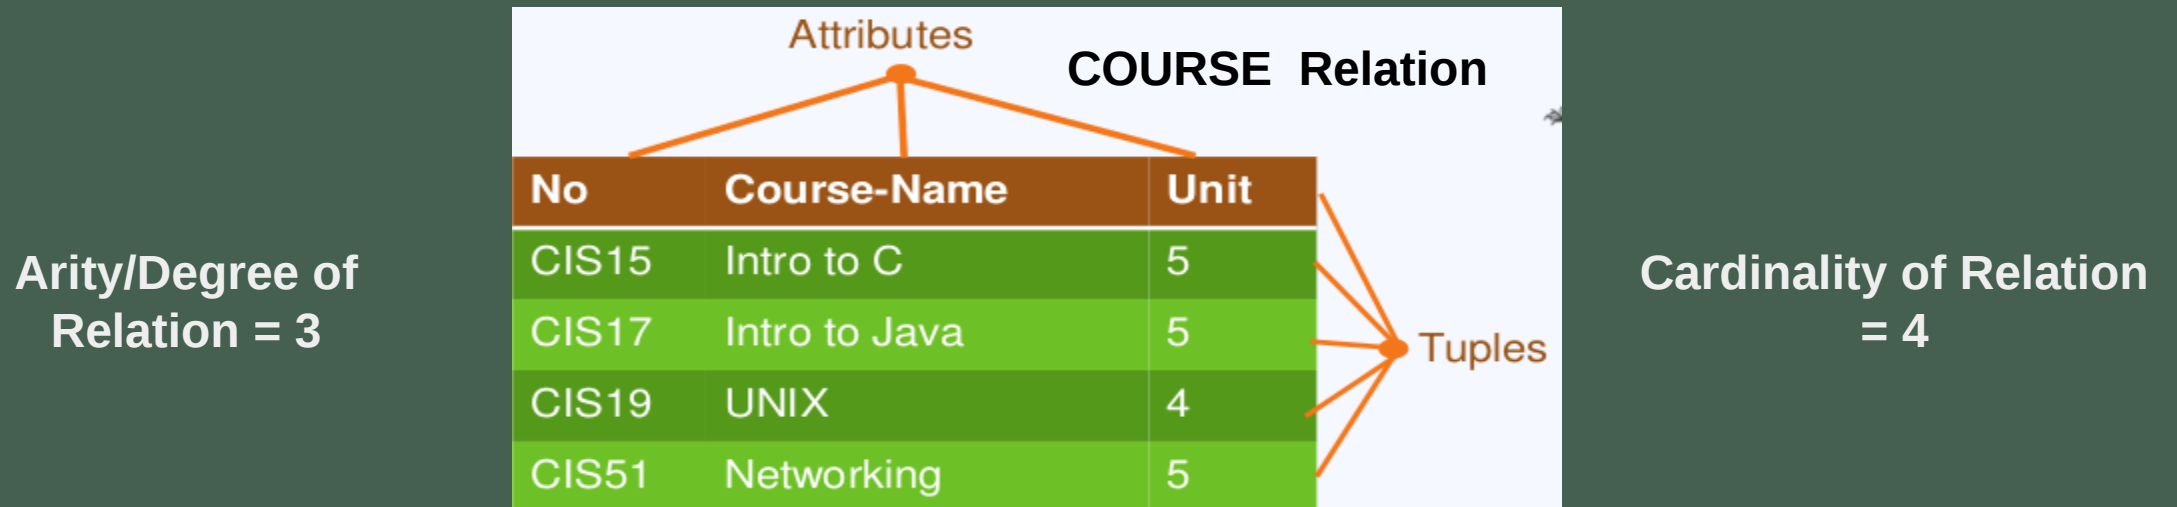 Attributes
COURSE Relation
No Course-Name Unit
CIS15 Intro to C 5
CIS17 Intro to Java 5
CIS19 UNIX 4
CIS51 Networking 5
Tuples
Arity/Degree of
Relation = 3
Cardinality of Relation
= 4